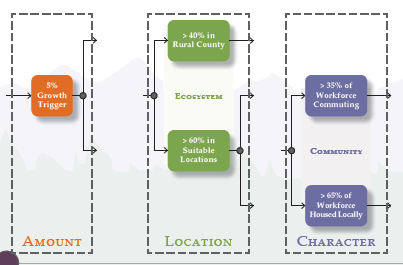 5%
Growth
Trigger
AMOUNT
> 40% in
Rural County
ECOSYSTEM
> 60% in
Suitable
Locations
LOCATION
> 35% of
Workforce
Commuting
COMMUNITY
> 65% of
Workforce
Housed Locally
CHARACTER